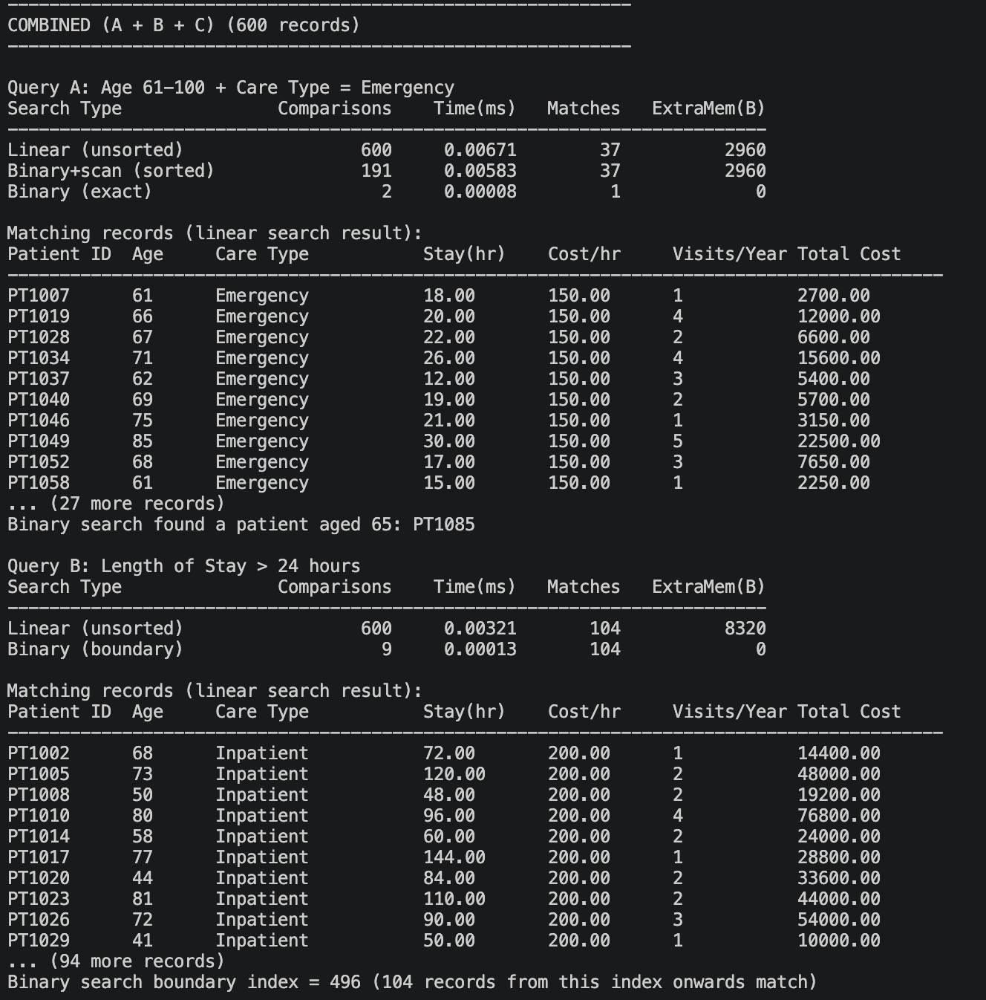 ------------------------------------------------------------
COMBINED (A + B + C) (600 records)
------------------------------------------------------------
Query A: Age 61-100 + Care Type = Emergency
Search Type               Comparisons    Time(ms)   Matches   ExtraMem(B)
-------------------------------------------------------------------------
Linear (unsorted)                 600     0.00671        37          2960
Binary+scan (sorted)              191     0.00583        37          2960
Binary (exact)                      2     0.00008         1             0
Matching records (linear search result):
Patient ID  Age     Care Type           Stay(hr)    Cost/hr     Visits/Year Total Cost
------------------------------------------------------------------------------------------
PT1007      61      Emergency           18.00       150.00      1           2700.00
PT1019      66      Emergency           20.00       150.00      4           12000.00
PT1028      67      Emergency           22.00       150.00      2           6600.00
PT1034      71      Emergency           26.00       150.00      4           15600.00
PT1037      62      Emergency           12.00       150.00      3           5400.00
PT1040      69      Emergency           19.00       150.00      2           5700.00
PT1046      75      Emergency           21.00       150.00      1           3150.00
PT1049      85      Emergency           30.00       150.00      5           22500.00
PT1052      68      Emergency           17.00       150.00      3           7650.00
PT1058      61      Emergency           15.00       150.00      1           2250.00
... (27 more records)
Binary search found a patient aged 65: PT1085
Query B: Length of Stay > 24 hours
Search Type               Comparisons    Time(ms)   Matches   ExtraMem(B)
-------------------------------------------------------------------------
Linear (unsorted)                 600     0.00321       104          8320
Binary (boundary)                   9     0.00013       104             0
Matching records (linear search result):
Patient ID  Age     Care Type           Stay(hr)    Cost/hr     Visits/Year Total Cost
------------------------------------------------------------------------------------------
PT1002      68      Inpatient           72.00       200.00      1           14400.00
PT1005      73      Inpatient           120.00      200.00      2           48000.00
PT1008      50      Inpatient           48.00       200.00      2           19200.00
PT1010      80      Inpatient           96.00       200.00      4           76800.00
PT1014      58      Inpatient           60.00       200.00      2           24000.00
PT1017      77      Inpatient           144.00      200.00      1           28800.00
PT1020      44      Inpatient           84.00       200.00      2           33600.00
PT1023      81      Inpatient           110.00      200.00      2           44000.00
PT1026      72      Inpatient           90.00       200.00      3           54000.00
PT1029      41      Inpatient           50.00       200.00      1           10000.00
... (94 more records)
Binary search boundary index = 496 (104 records from this index onwards match)